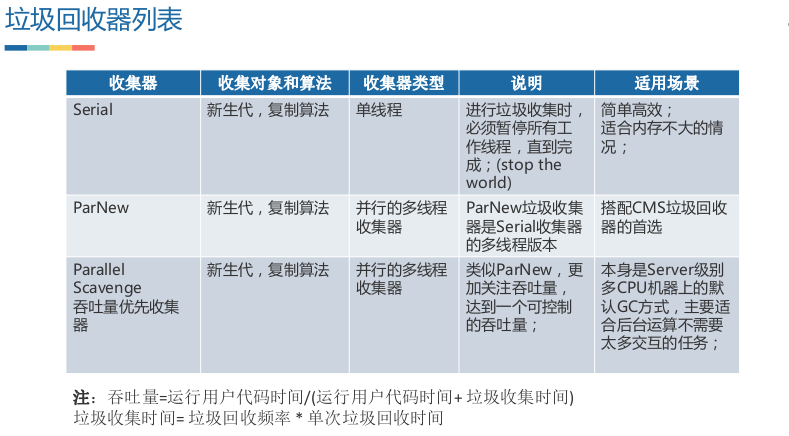 垃圾回收器列表
收集器 收集对象和算法 收集器类型 说明 适用场景
Serial
新生代，复制算法
单线程
进行垃圾收集时，
必须暂停所有工
作线程，直到完
成；(stop the
world)
简单高效；
适合内存不大的情
况；
ParNew
新生代，复制算法
并行的多线程
收集器
ParNew垃圾收集
器是Serial收集器
的多线程版本
搭配CMS垃圾回收
器的首选
Parallel
Scavenge
吞吐量优先收集
器
新生代，复制算法
并行的多线程
收集器
类似ParNew，更
加关注吞吐量，
达到一个可控制
的吞吐量；
本身是Server级别
多CPU机器上的默
认GC方式，主要适
合后台运算不需要
太多交互的任务；
注：吞吐量=运行用户代码时间/(运行用户代码时间+ 垃圾收集时间)
垃圾收集时间= 垃圾回收频率 * 单次垃圾回收时间